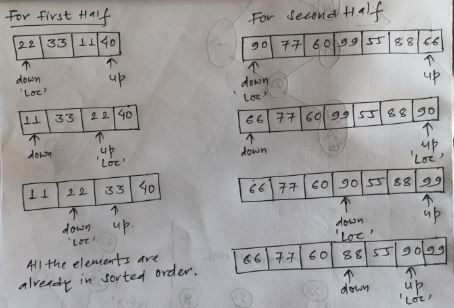 For First Half
22 33 11 40
down
'Loc'
up
11 33 22 40
down
up
'Loc'
11 22 33 40
down
'Loc'
up
All the elements are
already in sorted order.
For Second Half
90 77 60 99 55 88 66
down
'Loc'
up
66 77 60 99 55 88 90
down
up
'Loc'
66 77 60 90 55 88 99
down
'Loc'
up
66 77 60 88 55 90 99
down
up
'Loc'